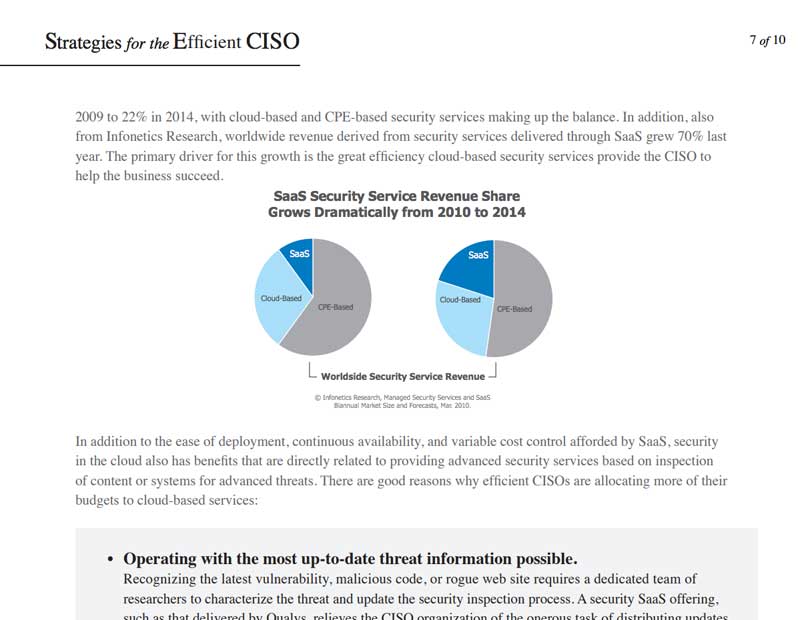 Strategies for the Efficient CISO
7 of 10
2009 to 22% in 2014, with cloud-based and CPE-based security services making up the balance. In addition, also
from Infonetics Research, worldwide revenue derived from security services delivered through SaaS grew 70% last
year. The primary driver for this growth is the great efficiency cloud-based security services provide the CISO to
help the business succeed.
SaaS Security Service Revenue Share
Grows Dramatically from 2010 to 2014
SaaS
Cloud-Based
CPE-Based
SaaS
Cloud-Based
CPE-Based
Worldside Security Service Revenue
© Infonetics Research, Managed Security Services and SaaS
Biannual Market Size and Forecasts, Mar. 2010.
In addition to the ease of deployment, continuous availability, and variable cost control afforded by SaaS, security
in the cloud also has benefits that are directly related to providing advanced security services based on inspection
of content or systems for advanced threats. There are good reasons why efficient CISOs are allocating more of their
budgets to cloud-based services:
• Operating with the most up-to-date threat information possible.
Recognizing the latest vulnerability, malicious code, or rogue web site requires a dedicated team of
researchers to characterize the threat and update the security inspection process. A security SaaS offering,
such as that delivered by Qualys, relieves the CISO organization of the onerous task of distributing updates